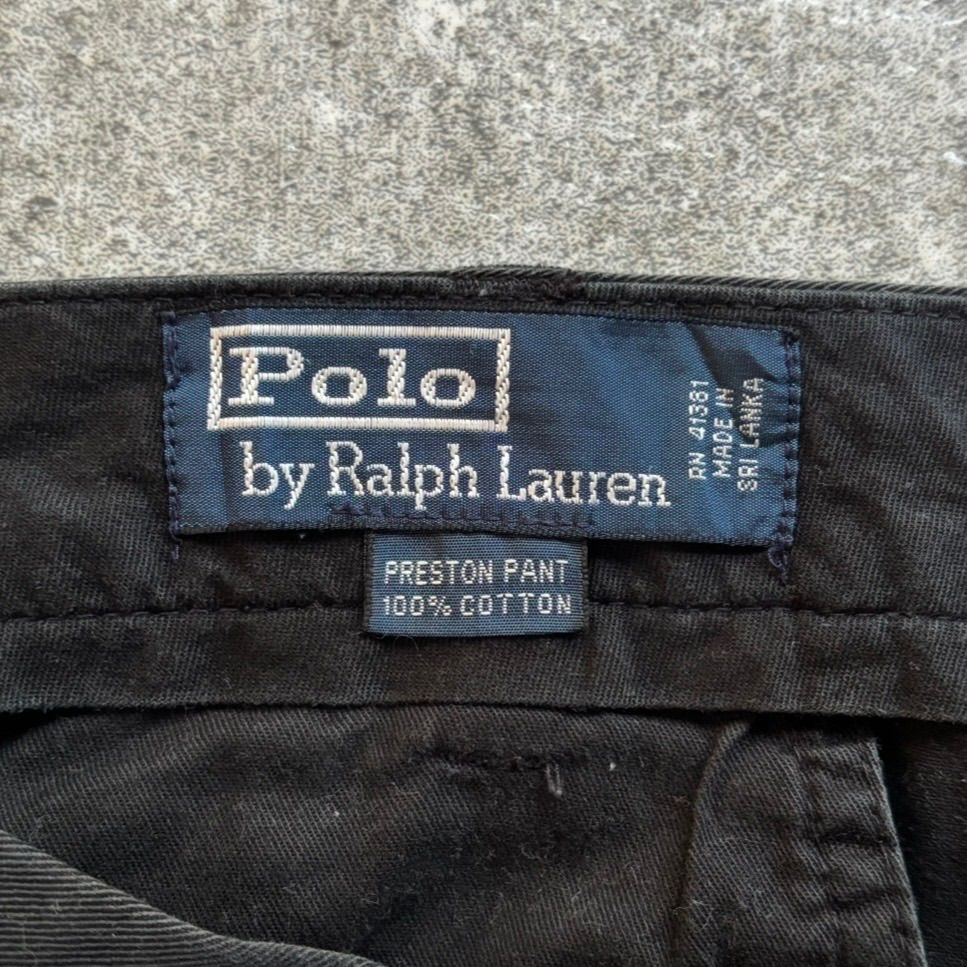 Polo
by Ralph Lauren
RN 41381
MADE IN
SRI LANKA
PRESTON PANT
100% COTTON